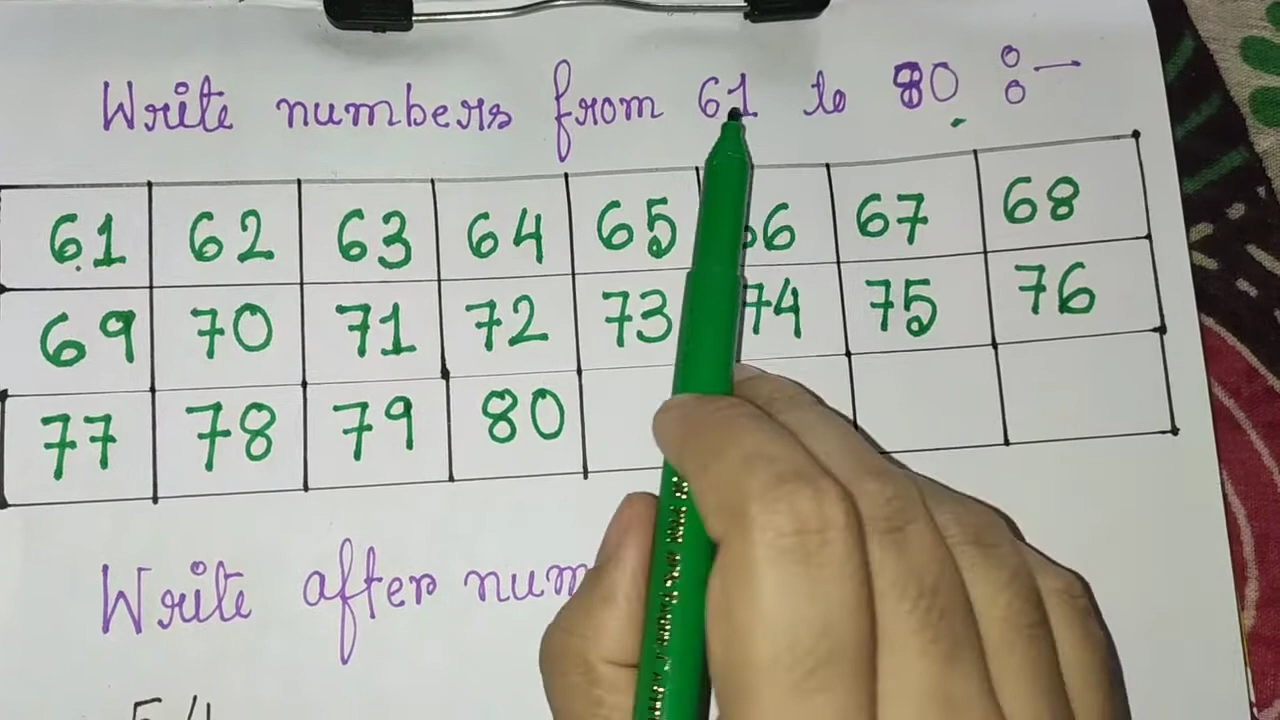 Write numbers from 61 to 80 :-
61 62 63 64 65 66 67 68
69 70 71 72 73 74 75 76
77 78 79 80
Write after